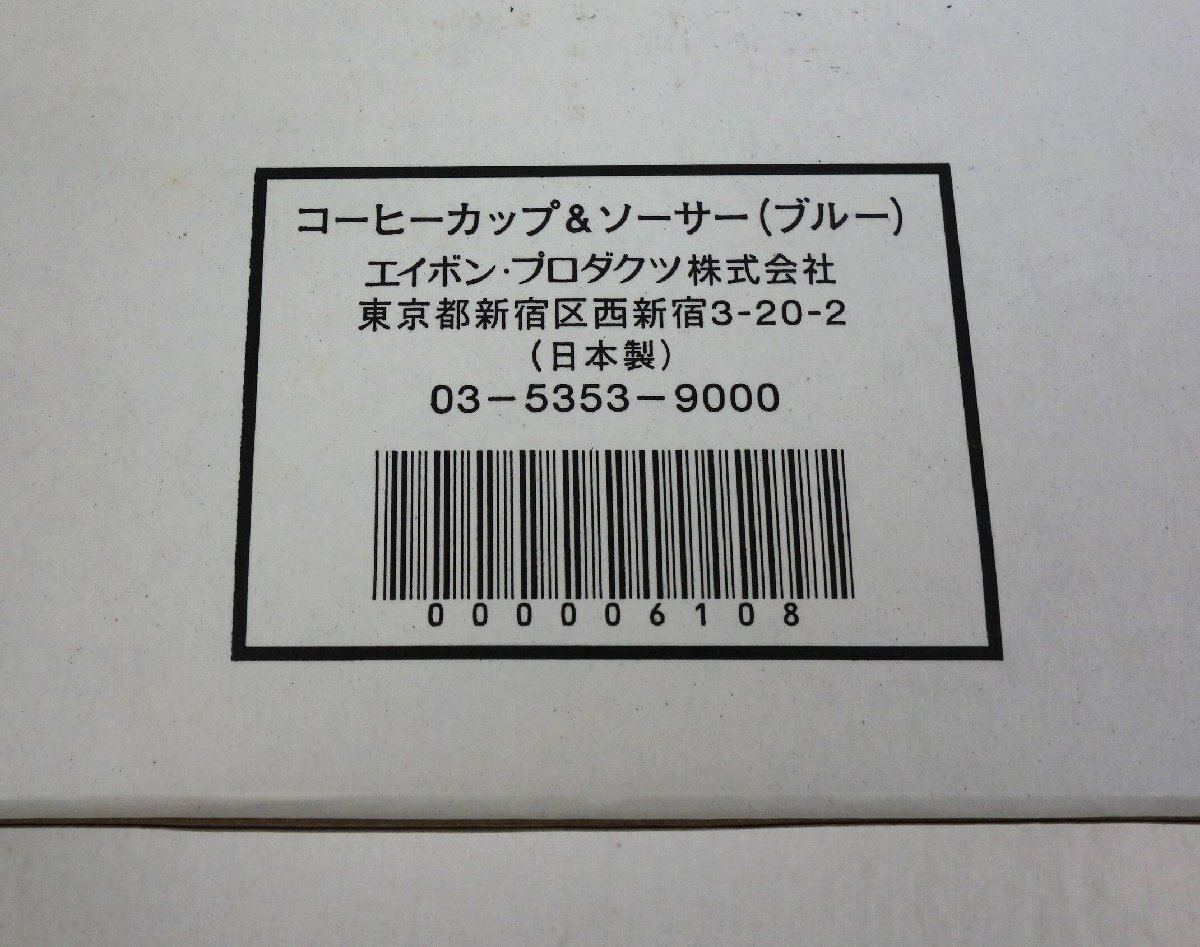 コーヒーカップ&ソーサー(ブルー)
エイボン・プロダクツ株式会社
東京都新宿区西新宿3-20-2
(日本製)
03-5353-9000
000006108